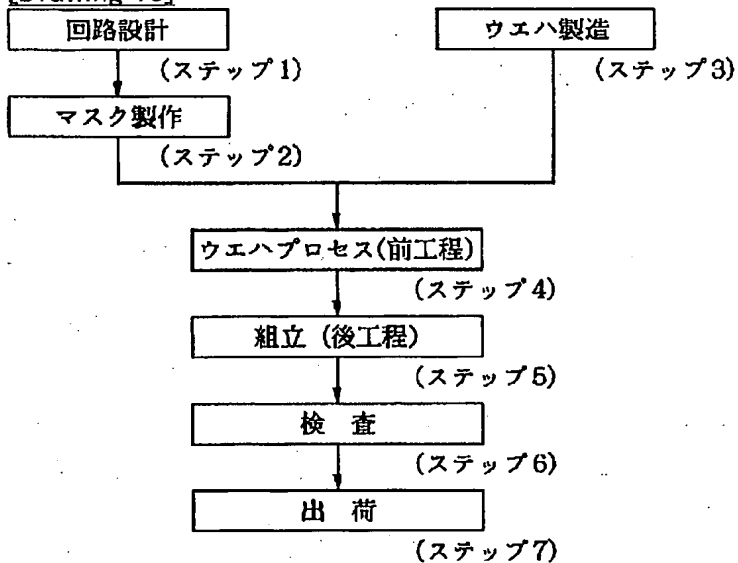 回路設計
(ステップ1)
マスク製作
(ステップ2)
ウエハ製造
(ステップ3)
ウエハプロセス(前工程)
(ステップ4)
組立(後工程)
(ステップ5)
検 査
(ステップ6)
出 荷
(ステップ7)